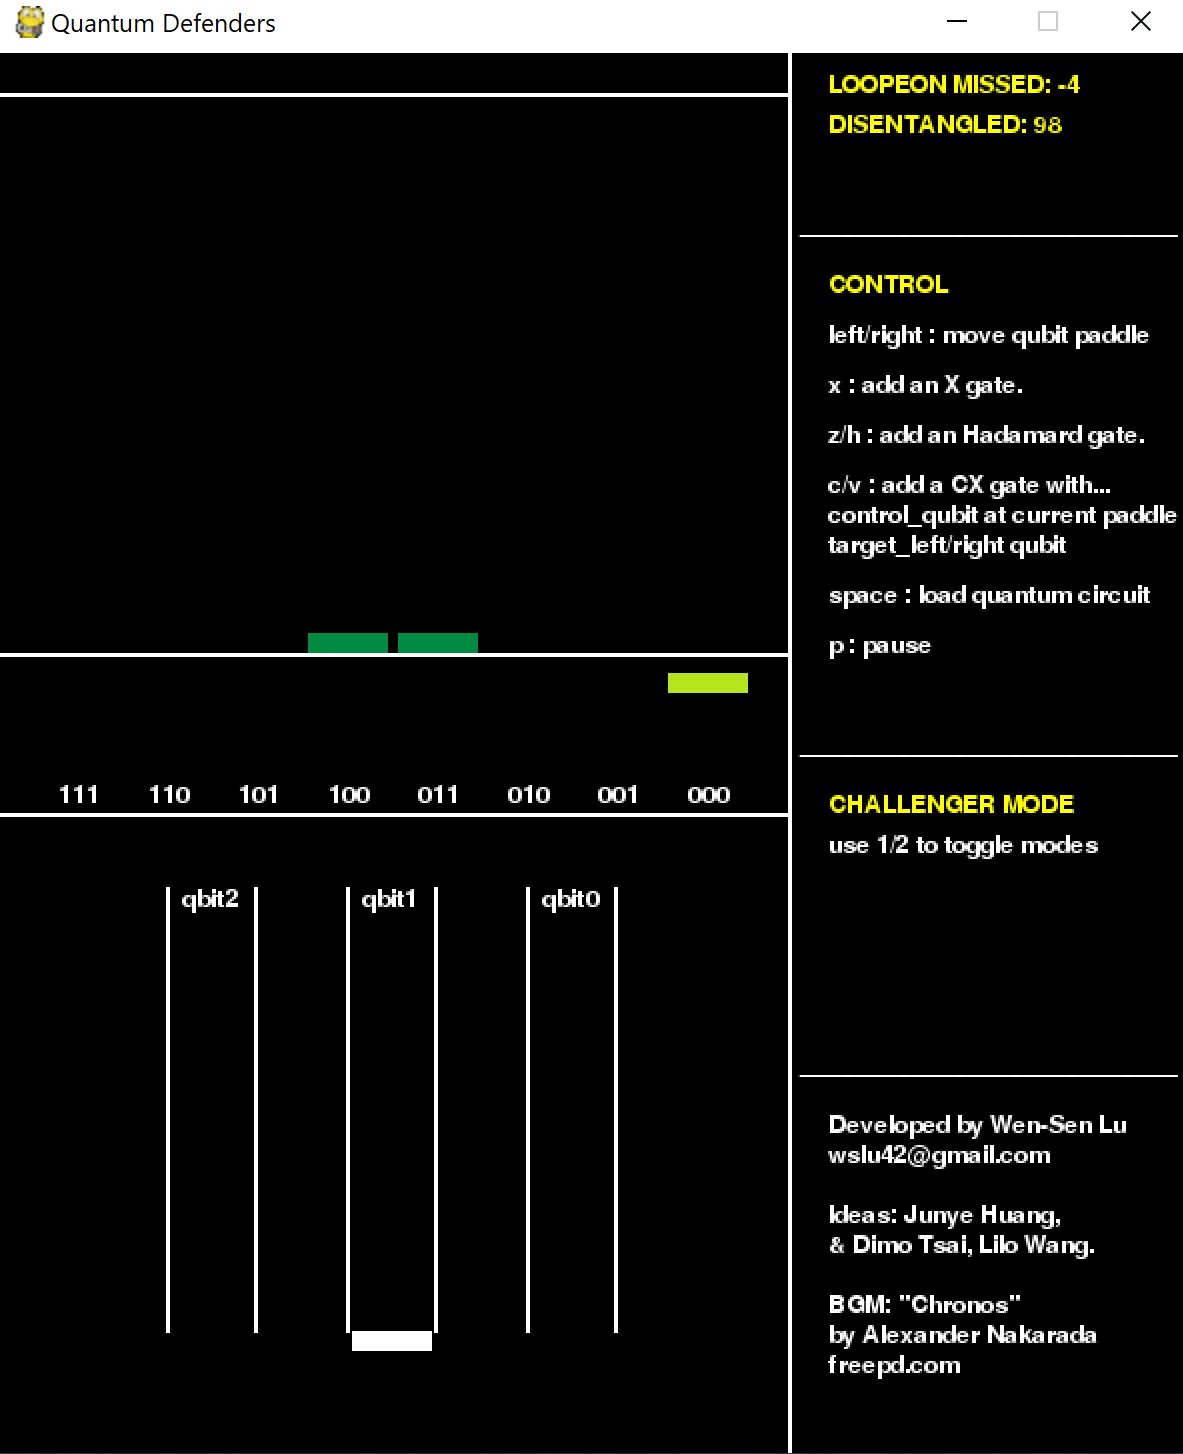 Quantum Defenders
LOOPEON MISSED: -4
DISENTANGLED: 98
CONTROL
left/right : move qubit paddle
x : add an X gate.
z/h : add an Hadamard gate.
c/v : add a CX gate with...
control_qubit at current paddle
target_left/right qubit
space : load quantum circuit
p : pause
111 110 101 100 011 010 001 000
CHALLENGER MODE
use 1/2 to toggle modes
qbit2 qbit1 qbit0
Developed by Wen-Sen Lu
wslu42@gmail.com
Ideas: Junye Huang,
& Dimo Tsai, Lilo Wang.
BGM: "Chronos"
by Alexander Nakarada
freepd.com